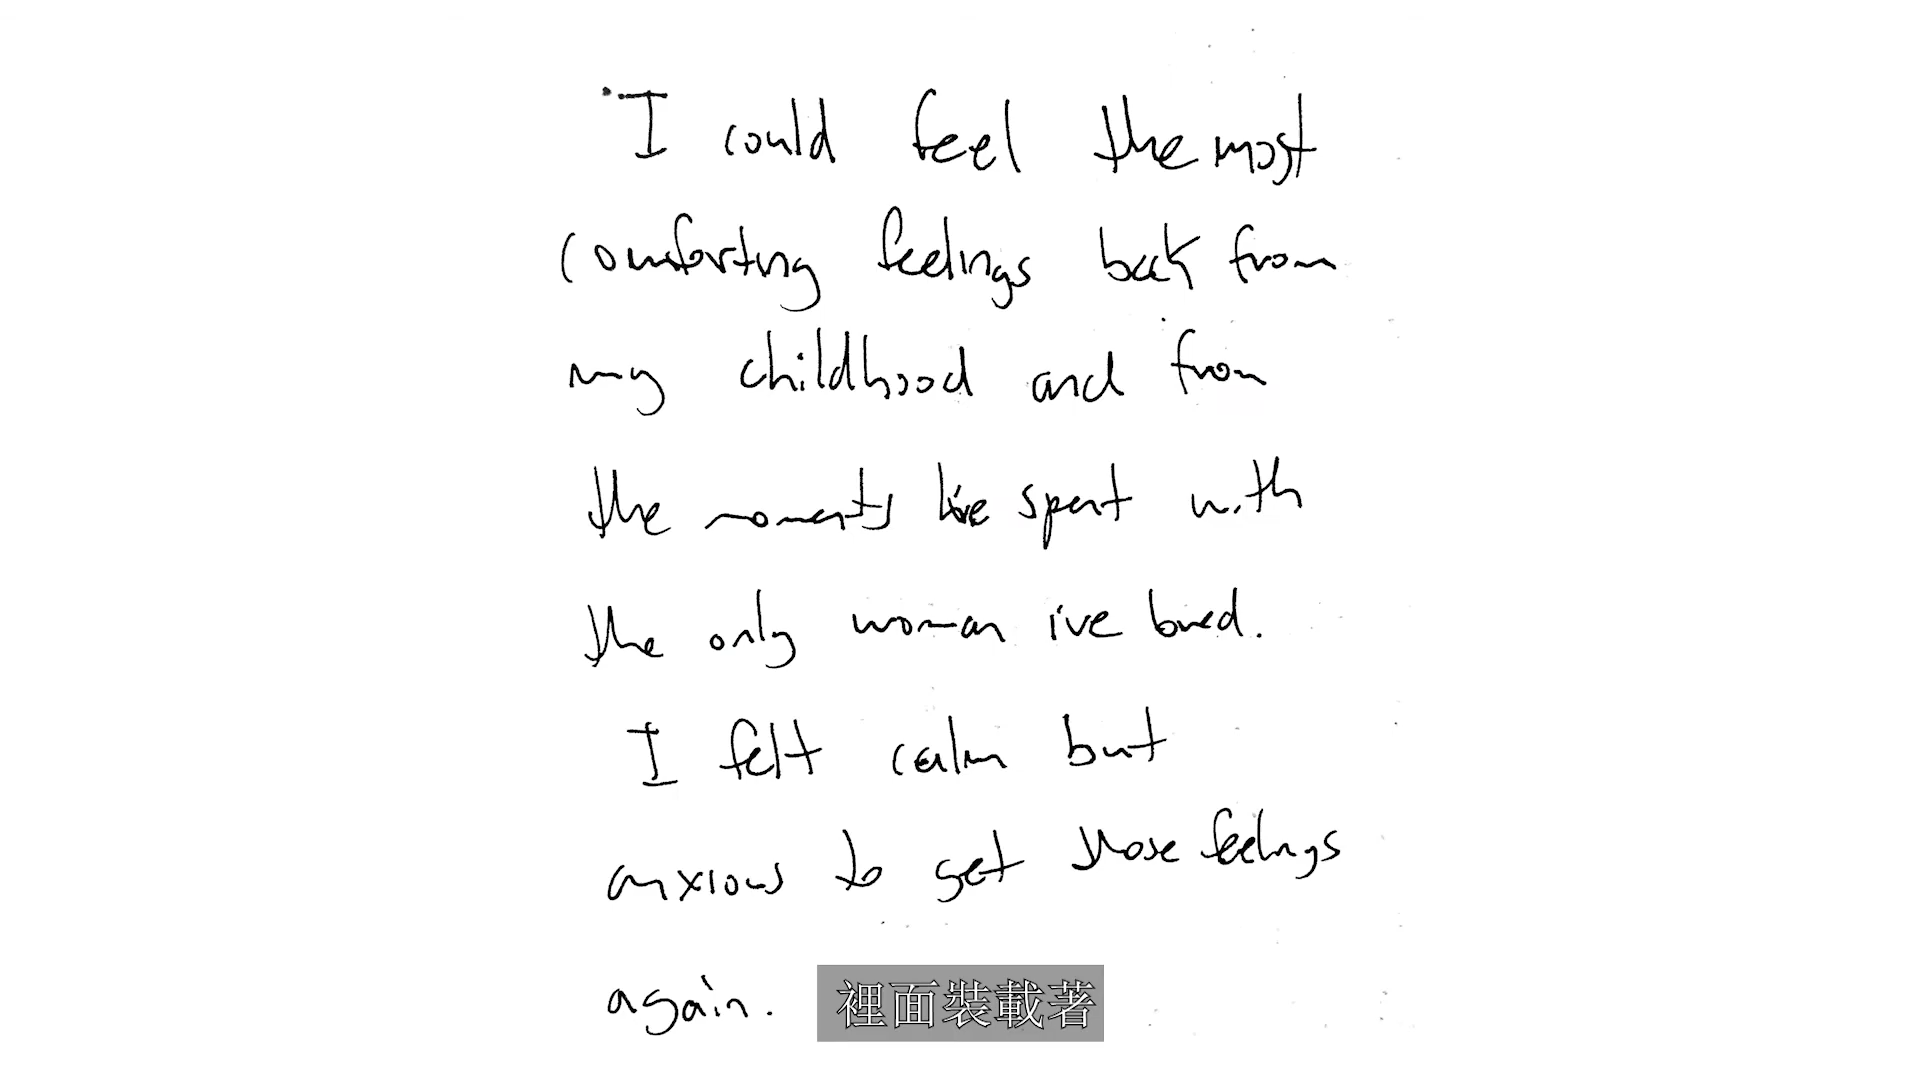 I could feel the most
comforting feelings back from
my childhood and from
the moments I've spent with
the only woman i've loved.
I felt calm but
anxious to get those feelings
again.
裡面裝載著